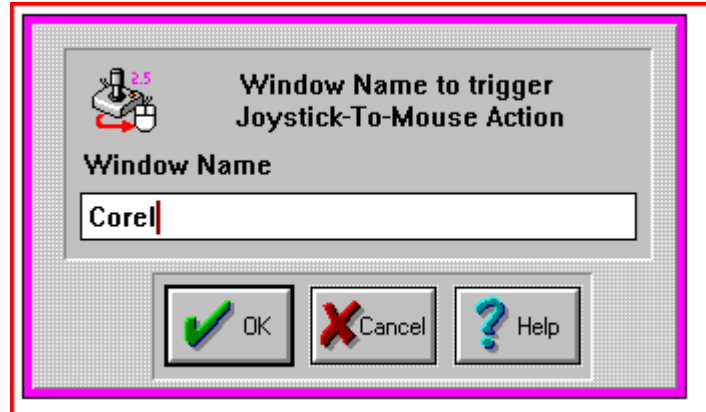 2.5
Window Name to trigger
Joystick-To-Mouse Action
Window Name
Corel
OK
Cancel
Help